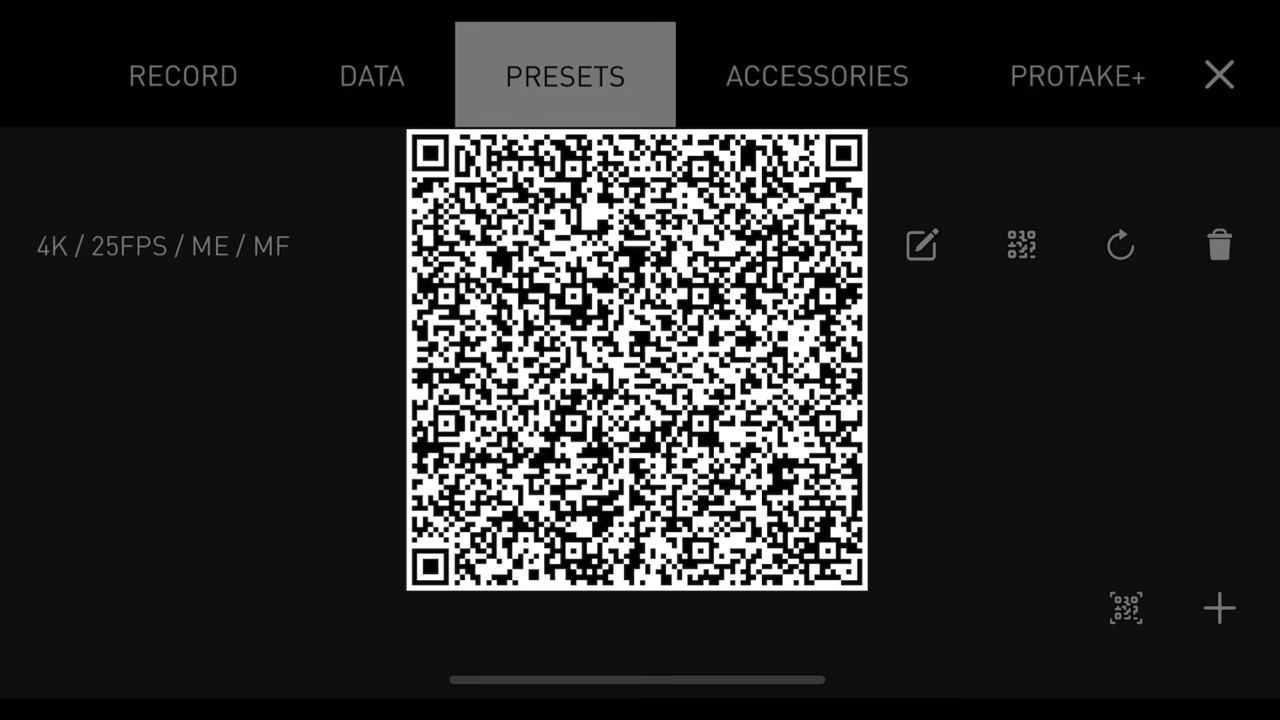 RECORD DATA PRESETS ACCESSORIES PROTAKE+
4K / 25FPS / ME / MF